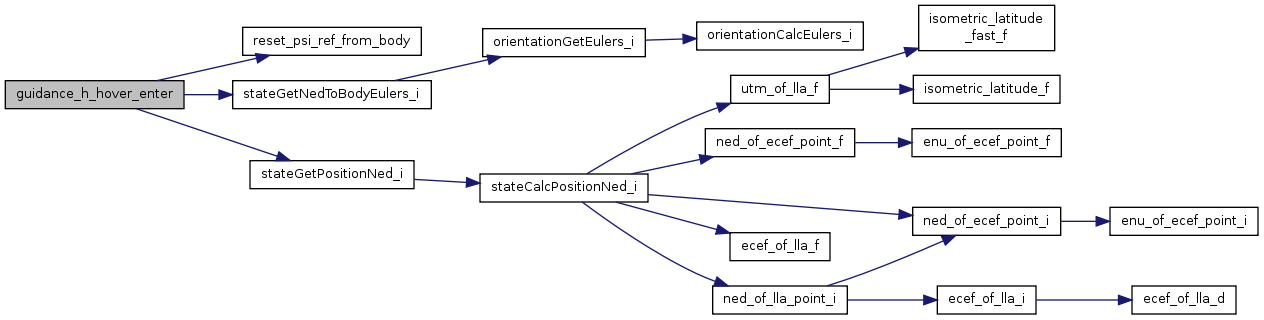 guidance_h_hover_enter
reset_psi_ref_from_body
stateGetNedToBodyEulers_i
orientationGetEulers_i
orientationCalcEulers_i
stateGetPositionNed_i
stateCalcPositionNed_i
utm_of_lla_f
isometric_latitude
_fast_f
isometric_latitude_f
ned_of_ecef_point_f
enu_of_ecef_point_f
ned_of_ecef_point_i
enu_of_ecef_point_i
ecef_of_lla_f
ned_of_lla_point_i
ecef_of_lla_i
ecef_of_lla_d